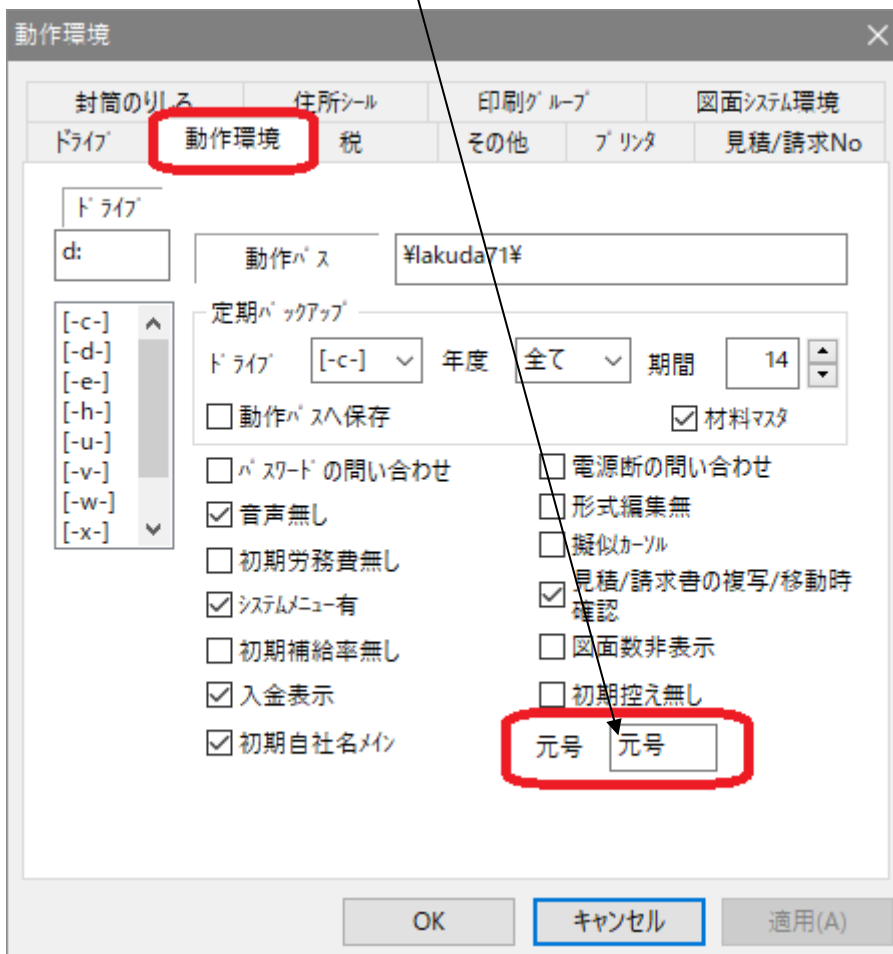 動作環境
封筒のりしろ 住所シール 印刷グループ 図面システム環境
ドライブ 動作環境 税 その他 プリンタ 見積/請求No
ドライブ
d: 動作パス ¥lakuda71¥
定期バックアップ
[-c-]
[-d-]
[-e-]
[-h-]
[-u-]
[-v-]
[-w-]
[-x-]
ドライブ [-c-] 年度 全て 期間 14
動作パスへ保存 材料マスタ
パスワードの問い合わせ 電源断の問い合わせ
音声無し 形式編集無
初期労務費無し 擬似カーソル
システムメニュー有 見積/請求書の複写/移動時
確認
初期補給率無し 図面数非表示
入金表示 初期控え無し
初期自社名メイン 元号 元号
OK キャンセル 適用(A)